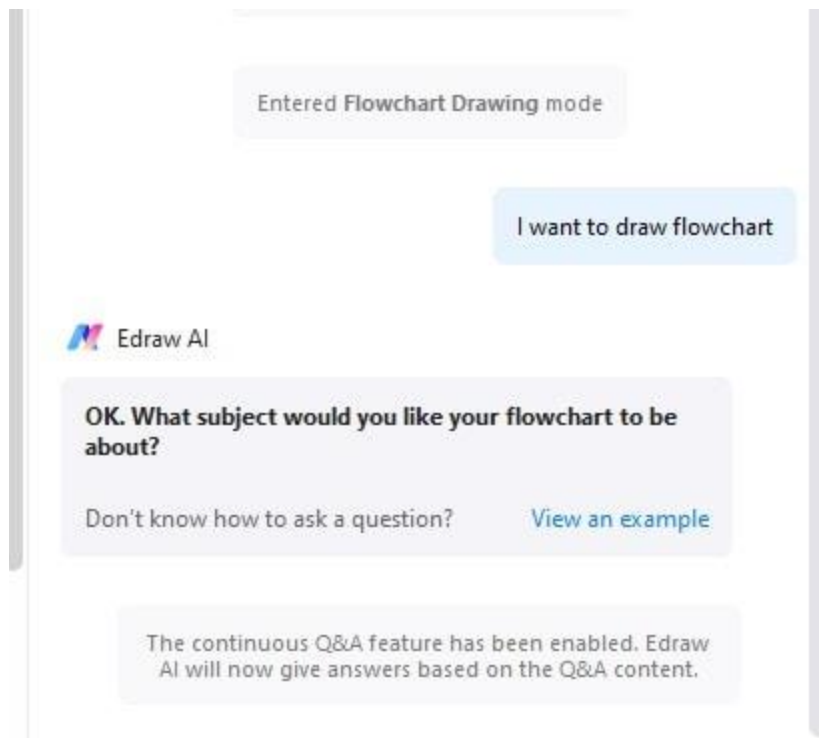 Entered Flowchart Drawing mode
I want to draw flowchart
Edraw AI
OK. What subject would you like your flowchart to be
about?
Don't know how to ask a question? View an example
The continuous Q&A feature has been enabled. Edraw
AI will now give answers based on the Q&A content.